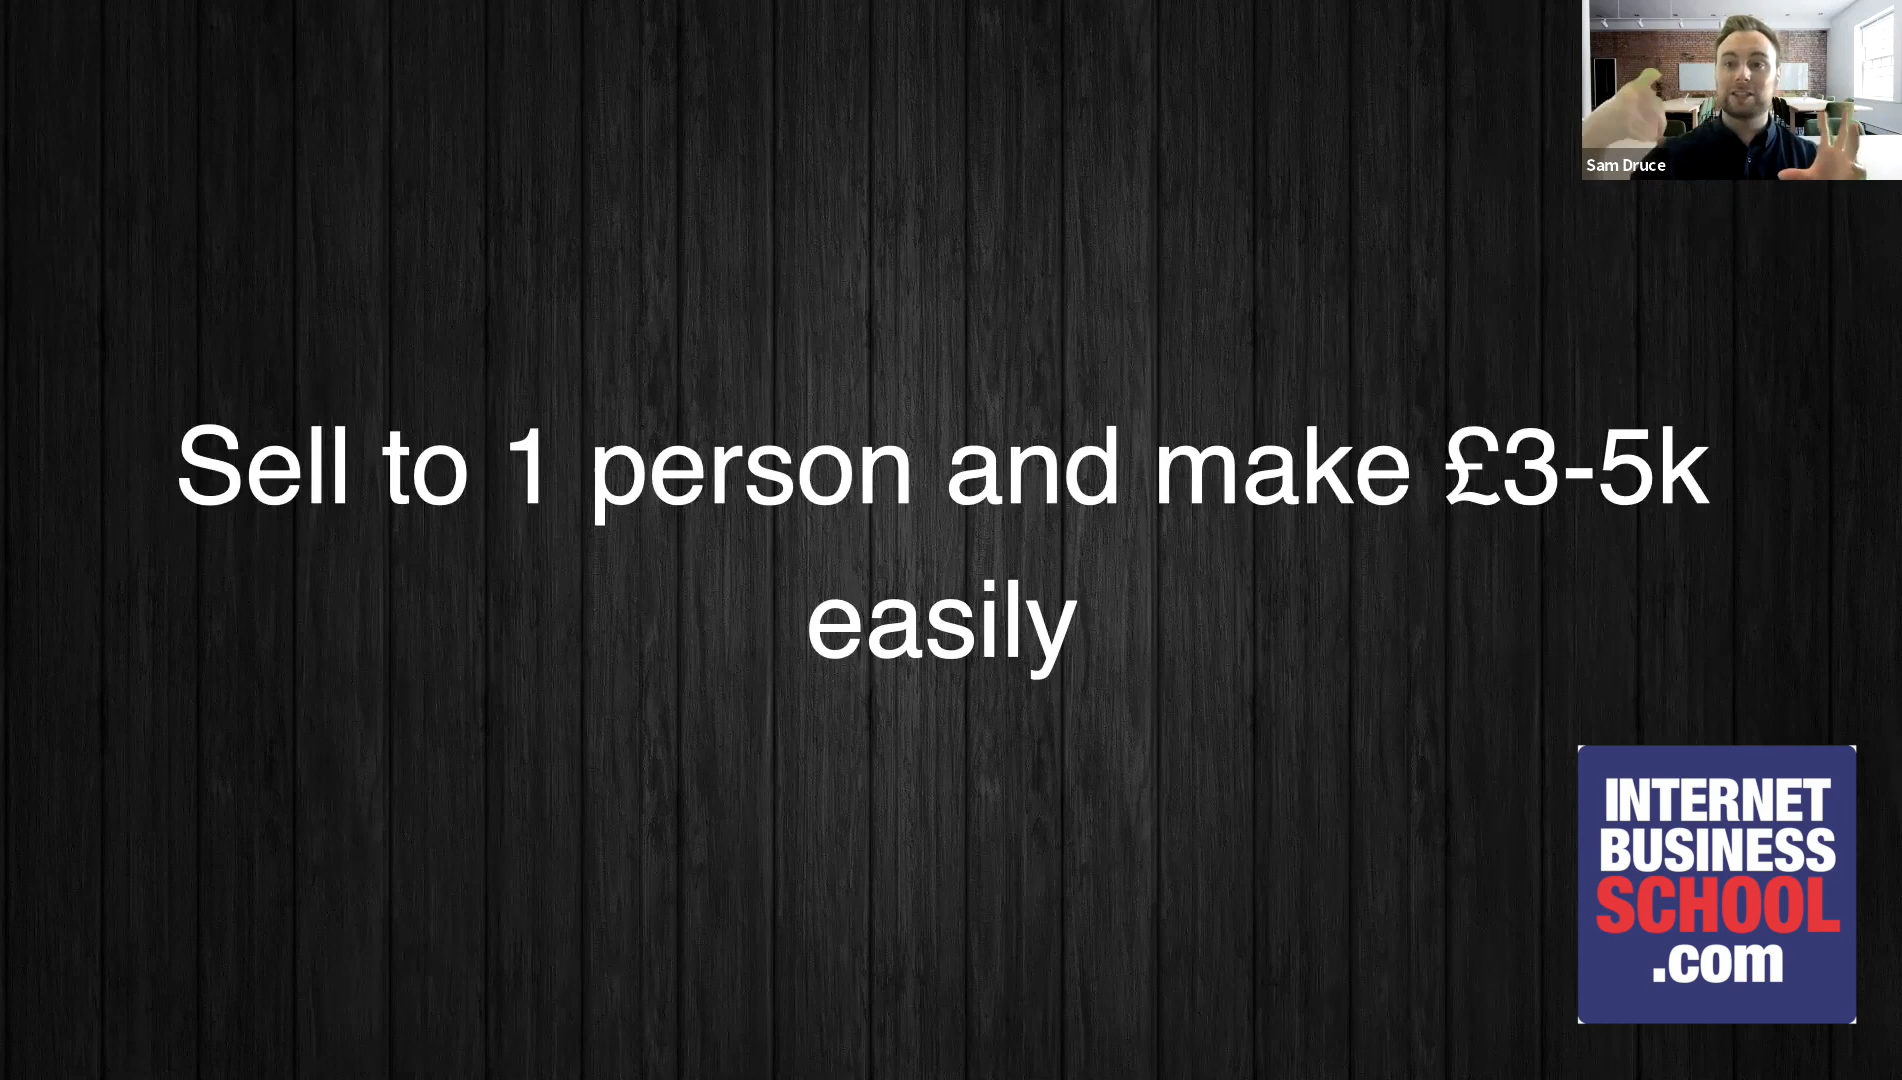 Sam Druce
Sell to 1 person and make £3-5k
easily
INTERNET
BUSINESS
SCHOOL
.com